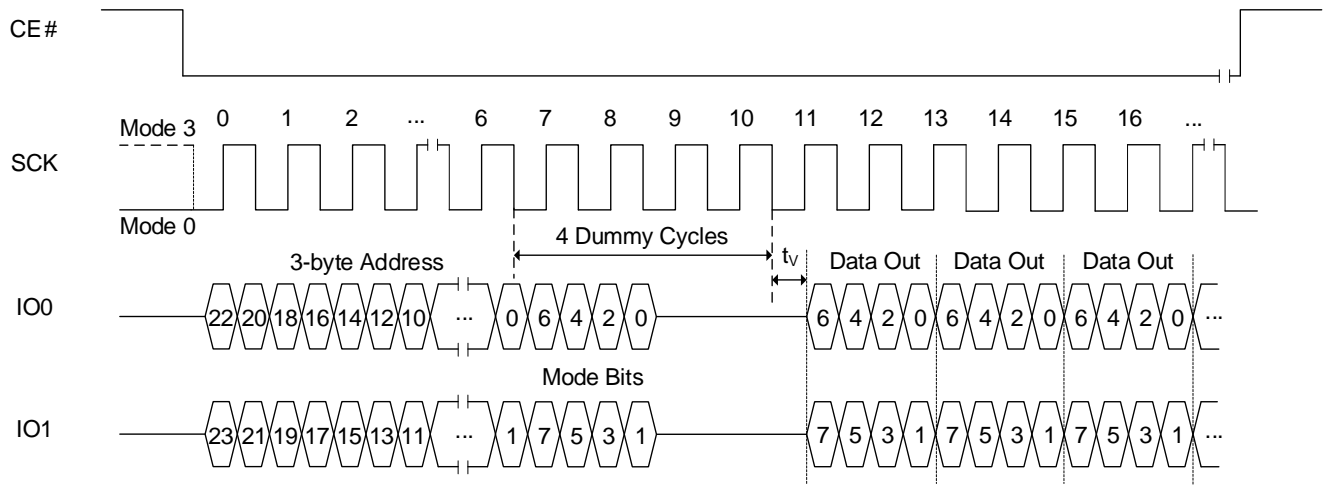 CE#
0 1 2 ... 6 7 8 9 10 11 12 13 14 15 16 ...
Mode 3
SCK
Mode 0
4 Dummy Cycles
3-byte Address
tV
Data Out Data Out Data Out
IO0
22 20 18 16 14 12 10 ... 0 6 4 2 0 6 4 2 0 6 4 2 0 6 4 2 0 ...
Mode Bits
IO1
23 21 19 17 15 13 11 ... 1 7 5 3 1 7 5 3 1 7 5 3 1 7 5 3 1 ...